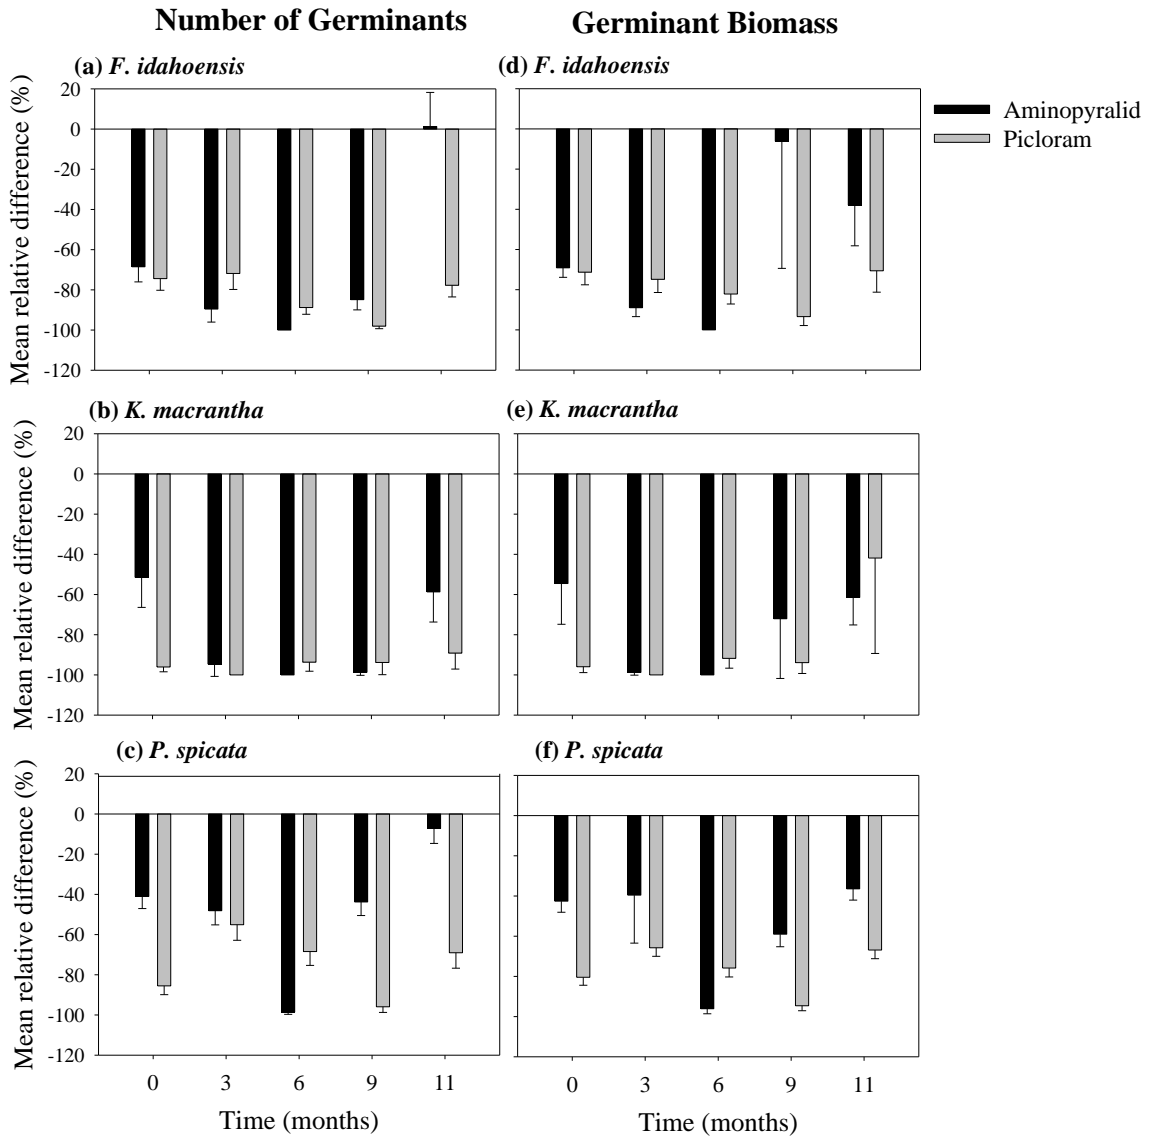 Number of Germinants
Germinant Biomass
(a) F. idahoensis
(d) F. idahoensis
Mean relative difference (%)
20
0
-20
-40
-60
-80
-100
-120
Aminopyralid
Picloram
(b) K. macrantha
(e) K. macrantha
Mean relative difference (%)
20
0
-20
-40
-60
-80
-100
-120
(c) P. spicata
(f) P. spicata
Mean relative difference (%)
20
0
-20
-40
-60
-80
-100
-120
0 3 6 9 11
0 3 6 9 11
Time (months)
Time (months)